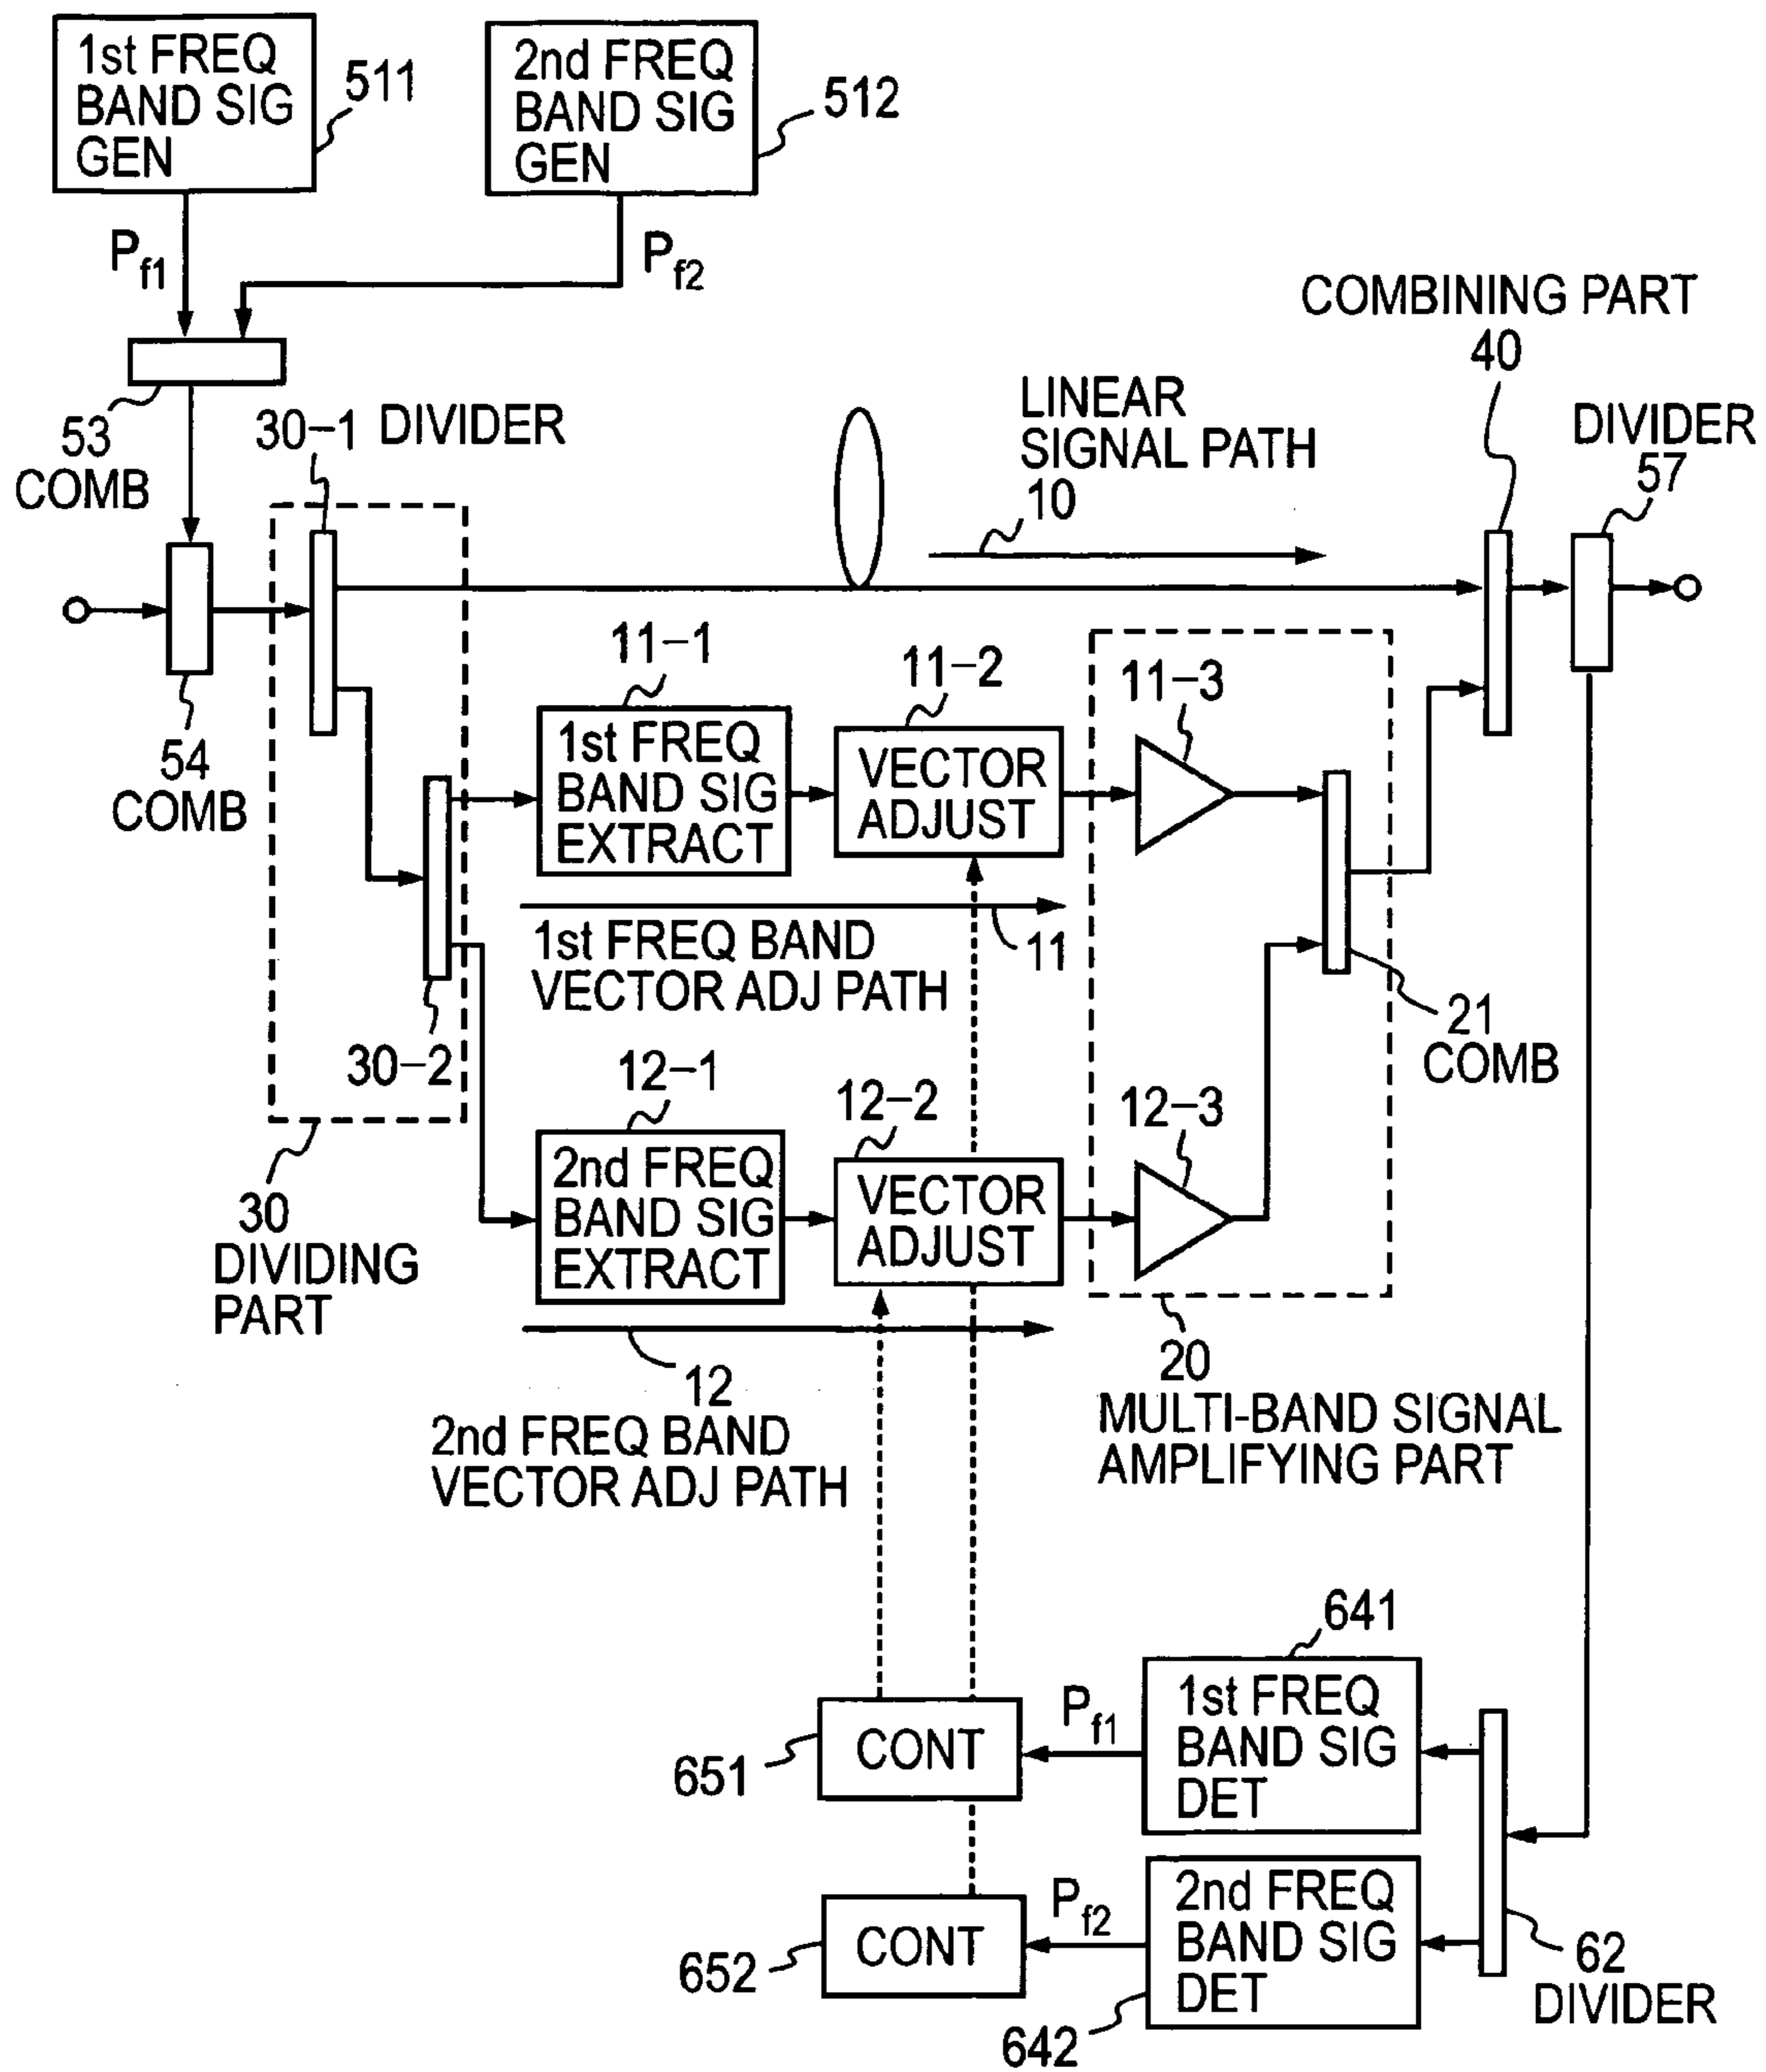 1st FREQ
BAND SIG
GEN
511
2nd FREQ
BAND SIG
GEN
512
Pf1
Pf2
COMBINING PART
40
53
COMB
30-1 DIVIDER
LINEAR
SIGNAL PATH
10
DIVIDER
57
54
COMB
11-1
1st FREQ
BAND SIG
EXTRACT
11-2
VECTOR
ADJUST
11-3
1st FREQ BAND
VECTOR ADJ PATH
11
21
COMB
30-2
30
DIVIDING
PART
12-1
2nd FREQ
BAND SIG
EXTRACT
12-2
VECTOR
ADJUST
12-3
12
2nd FREQ BAND
VECTOR ADJ PATH
20
MULTI-BAND SIGNAL
AMPLIFYING PART
641
1st FREQ
BAND SIG
DET
Pf1
CONT
651
2nd FREQ
BAND SIG
DET
642
Pf2
CONT
652
62
DIVIDER